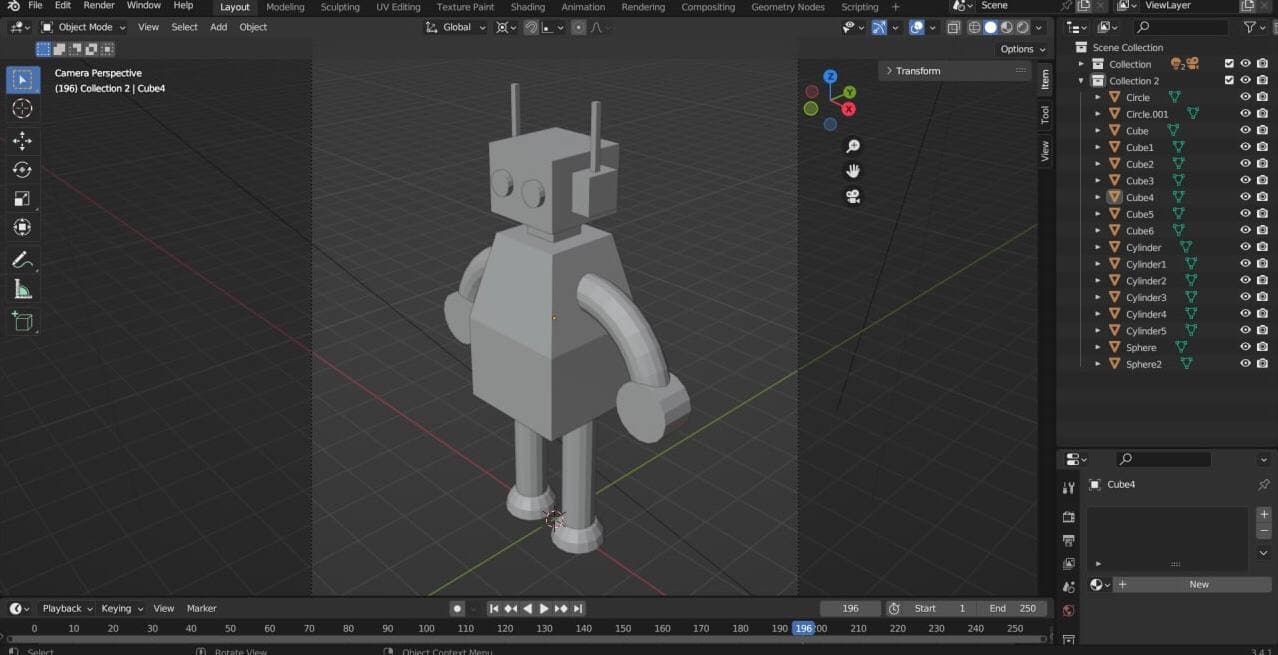 File Edit Render Window Help Layout Modeling Sculpting UV Editing Texture Paint Shading Animation Rendering Compositing Geometry Nodes Scripting + Scene ViewLayer
Object Mode View Select Add Object Global
Options
Camera Perspective
(196) Collection 2 | Cube4
Transform
Item
Tool
View
Z
Y
X
Scene Collection
Collection 2
Collection 2
Circle
Circle.001
Cube
Cube1
Cube2
Cube3
Cube4
Cube5
Cube6
Cylinder
Cylinder1
Cylinder2
Cylinder3
Cylinder4
Cylinder5
Sphere
Sphere2
Cube4
+ New
Playback Keying View Marker 196 Start 1 End 250
0 10 20 30 40 50 60 70 80 90 100 110 120 130 140 150 160 170 180 190 196 200 210 220 230 240 250
Select Rotate View Object Context Menu 3.4.1